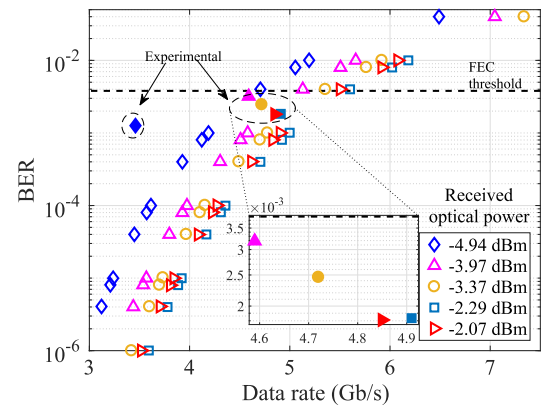 10^-2
Experimental
FEC
threshold
BER
10^-4
×10^-3
3.5
3
2.5
2
4.6 4.7 4.8 4.9
Received
optical power
-4.94 dBm
-3.97 dBm
-3.37 dBm
-2.29 dBm
-2.07 dBm
10^-6
3 4 5 6 7
Data rate (Gb/s)